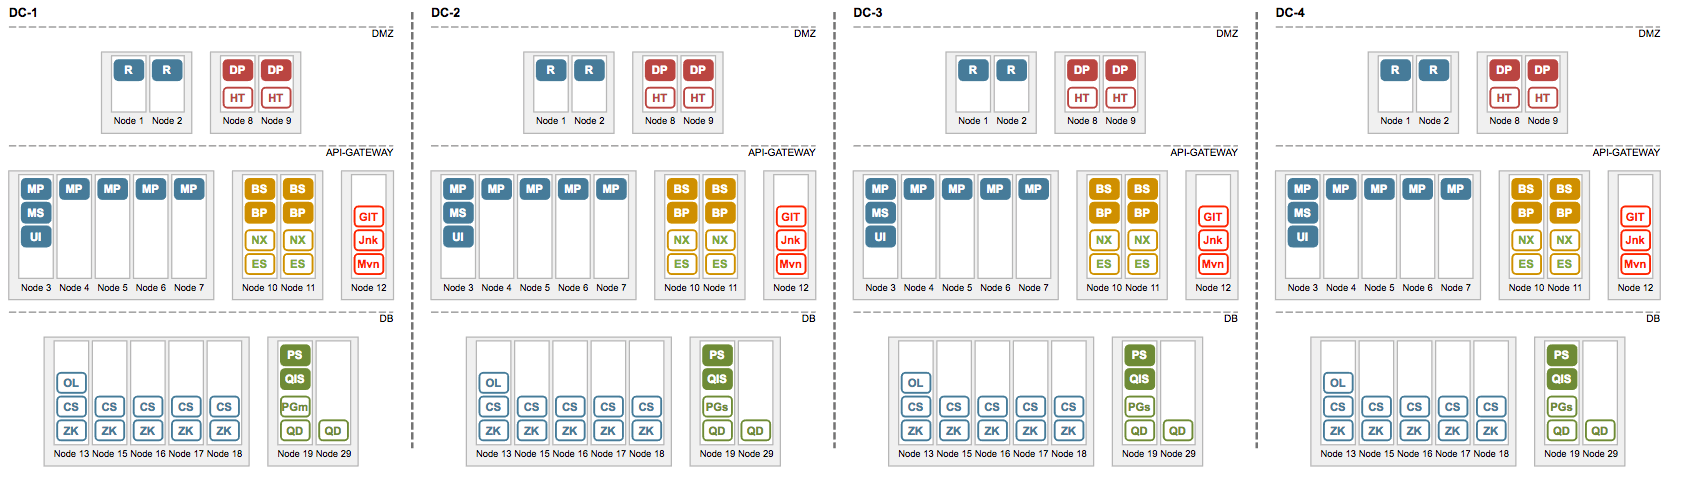 DC-1 DC-2 DC-3 DC-4
DMZ DMZ DMZ DMZ
R R DP DP R R DP DP R R DP DP R R DP DP
HT HT HT HT HT HT HT HT
Node 1 Node 2 Node 8 Node 9 Node 1 Node 2 Node 8 Node 9 Node 1 Node 2 Node 8 Node 9 Node 1 Node 2 Node 8 Node 9
API-GATEWAY API-GATEWAY API-GATEWAY API-GATEWAY
MP MP MP MP MP BS BS MP MP MP MP MP BS BS MP MP MP MP MP BS BS MP MP MP MP MP BS BS
MS BP BP GIT MS BP BP GIT MS BP BP GIT MS BP BP GIT
UI NX NX Jnk UI NX NX Jnk UI NX NX Jnk UI NX NX Jnk
ES ES Mvn ES ES Mvn ES ES Mvn ES ES Mvn
Node 3 Node 4 Node 5 Node 6 Node 7 Node 10 Node 11 Node 12 Node 3 Node 4 Node 5 Node 6 Node 7 Node 10 Node 11 Node 12 Node 3 Node 4 Node 5 Node 6 Node 7 Node 10 Node 11 Node 12 Node 3 Node 4 Node 5 Node 6 Node 7 Node 10 Node 11 Node 12
DB DB DB DB
PS PS PS PS
OL QIS OL QIS OL QIS OL QIS
CS CS CS CS CS PGm CS CS CS CS CS PGs CS CS CS CS CS PGs CS CS CS CS CS PGs
ZK ZK ZK ZK ZK QD QD ZK ZK ZK ZK ZK QD QD ZK ZK ZK ZK ZK QD QD ZK ZK ZK ZK ZK QD QD
Node 13 Node 15 Node 16 Node 17 Node 18 Node 19 Node 29 Node 13 Node 15 Node 16 Node 17 Node 18 Node 19 Node 29 Node 13 Node 15 Node 16 Node 17 Node 18 Node 19 Node 29 Node 13 Node 15 Node 16 Node 17 Node 18 Node 19 Node 29